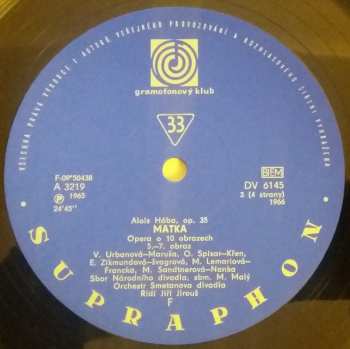 VŠECHNA PRÁVA VÝROBCŮ I AUTORŮ VEŘEJNÉHO PROVOZOVÁNÍ A ROZHLASOVÉHO ŠÍŘENÍ VYHRAZENA
gramofonový klub
33
F-09*50438
A 3219
Ⓟ 1965
24'45"
DV 6145
3 (4 strany)
1966
Alois Hába, op. 35
MATKA
Opera o 10 obrazech
5.-7. obraz
V. Urbanová-Maruša, O. Spisar-Křen,
E. Zikmundová-švagrová, M. Lemariová-
Francka, M. Sandtnerová-Nanka
Sbor Národního divadla, sbm. M. Malý
Orchestr Smetanova divadla
Řídí Jiří Jirouš
F
SUPRAPHON